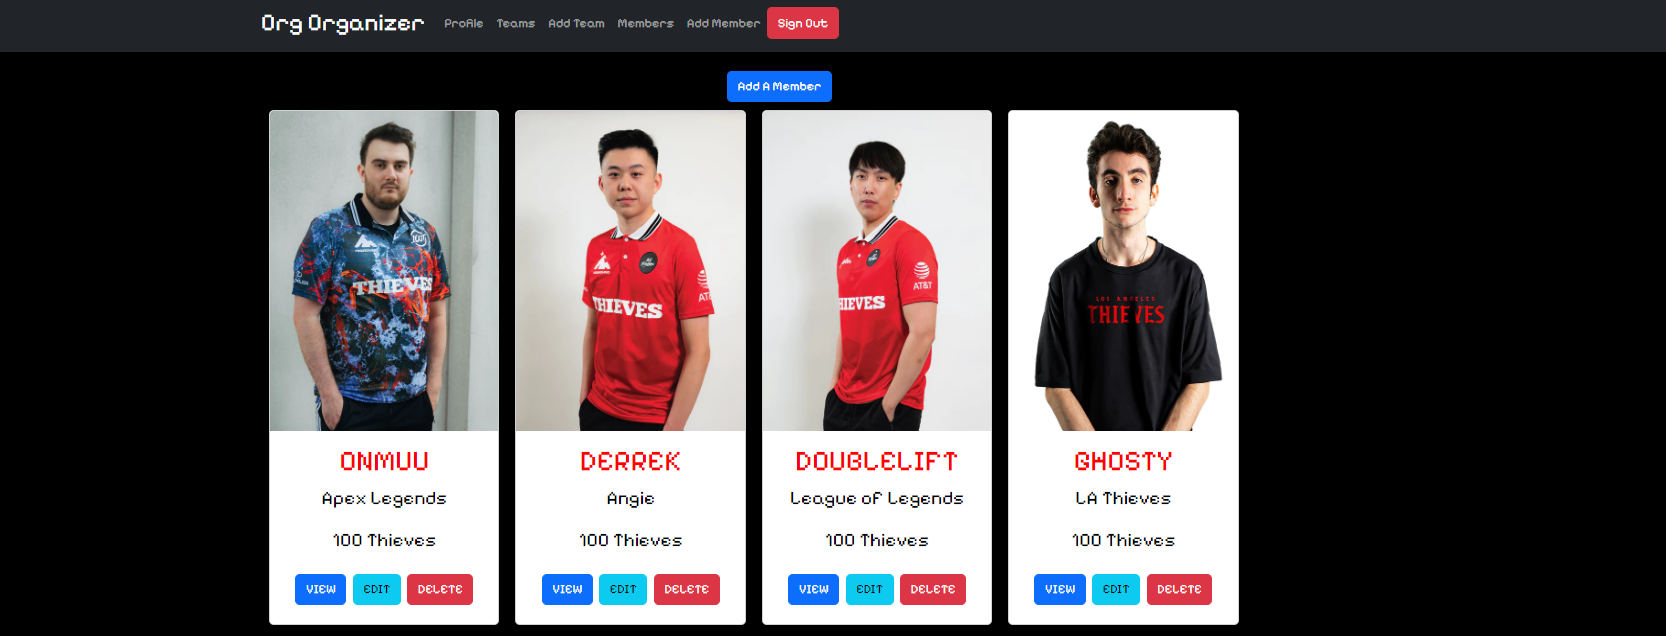 Org Organizer Profile Teams Add Team Members Add Member Sign Out
Add A Member
THIEVES
THIEVES
AT&T
THIEVES
LOS ANGELES
THIEVES
ONMUU
Apex Legends
100 Thieves
VIEW EDIT DELETE
DERREK
Angie
100 Thieves
VIEW EDIT DELETE
DOUBLELIFT
League of Legends
100 Thieves
VIEW EDIT DELETE
GHOSTY
LA Thieves
100 Thieves
VIEW EDIT DELETE